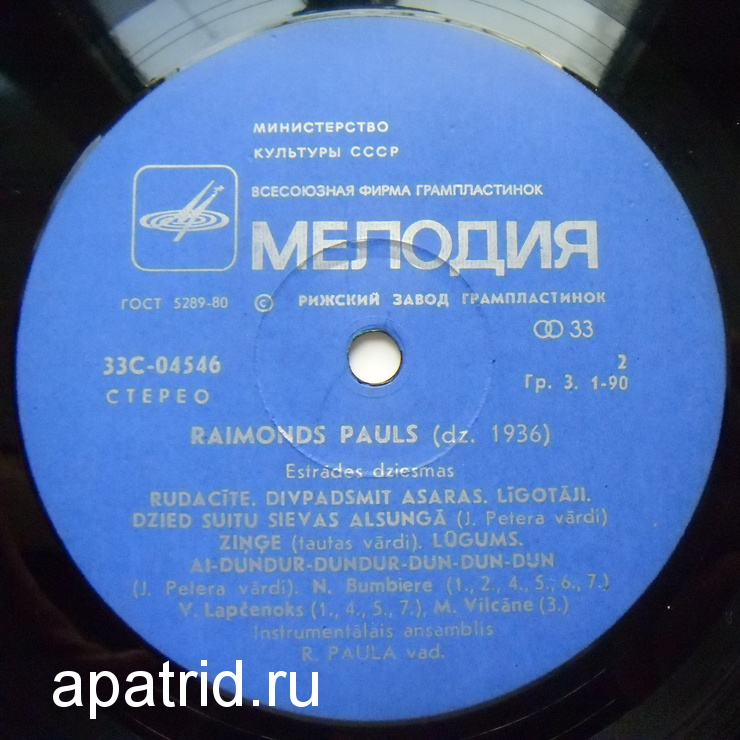 МИНИСТЕРСТВО
КУЛЬТУРЫ СССР
ВСЕСОЮЗНАЯ ФИРМА ГРАМПЛАСТИНОК
МЕЛОДИЯ
ГОСТ 5289-80 © РИЖСКИЙ ЗАВОД ГРАМПЛАСТИНОК
33
33С-04546
2
СТЕРЕО
Гр. 3. 1-90
RAIMONDS PAULS (dz. 1936)
Estrādes dziesmas
RUDACĪTE. DIVPADSMIT ASARAS. LĪGOTĀJI.
DZIED SUITU SIEVAS ALSUNGĀ (J. Petera vārdi)
ZIŅĢE (tautas vārdi). LŪGUMS.
AI-DUNDUR-DUNDUR-DUN-DUN-DUN
(J. Petera vārdi). N. Bumbiere (1., 2., 4., 5., 6., 7.)
V. Lapčenoks (1., 4., 5., 7.), M. Vilcāne (3.)
Instrumentālais ansamblis
R. PAULA vad.
apatrid.ru